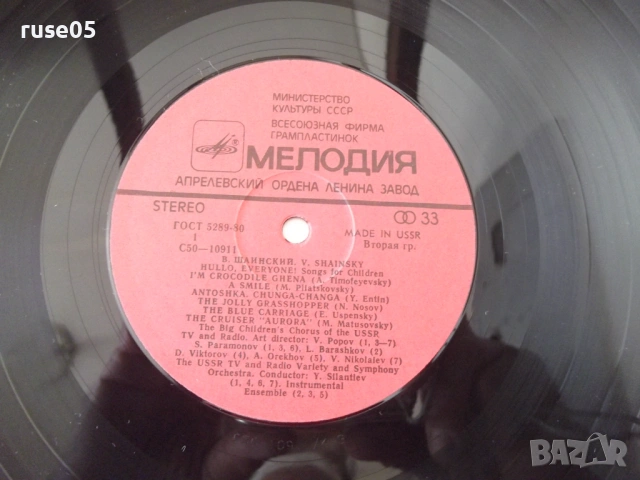 ruse05
МИНИСТЕРСТВО
КУЛЬТУРЫ СССР
ВСЕСОЮЗНАЯ ФИРМА
ГРАМПЛАСТИНОК
МЕЛОДИЯ
АПРЕЛЕВСКИЙ ОРДЕНА ЛЕНИНА ЗАВОД
STEREO 33
ГОСТ 5289-80 MADE IN USSR
1 Вторая гр.
С50—10911
В. ШАИНСКИЙ. V. SHAINSKY
HULLO, EVERYONE! Songs for Children
I'M CROCODILE GHENA (A. Timofeyevsky)
A SMILE (M. Pliatskovsky)
ANTOSHKA. CHUNGA-CHANGA (Y. Entin)
THE JOLLY GRASSHOPPER (N. Nosov)
THE BLUE CARRIAGE (E. Uspensky)
THE CRUISER "AURORA" (M. Matusovsky)
The Big Children's Chorus of the USSR
TV and Radio. Art director: V. Popov (1, 3—7)
S. Paramonov (1, 3, 6), L. Barashkov (2)
D. Viktorov (4), A. Orekhov (5), V. Nikolaiev (7)
The USSR TV and Radio Variety and Symphony
Orchestra. Conductor: Y. Silantiev
(1, 4, 6, 7). Instrumental
Ensemble (2, 3, 5)
BAZAR
bg